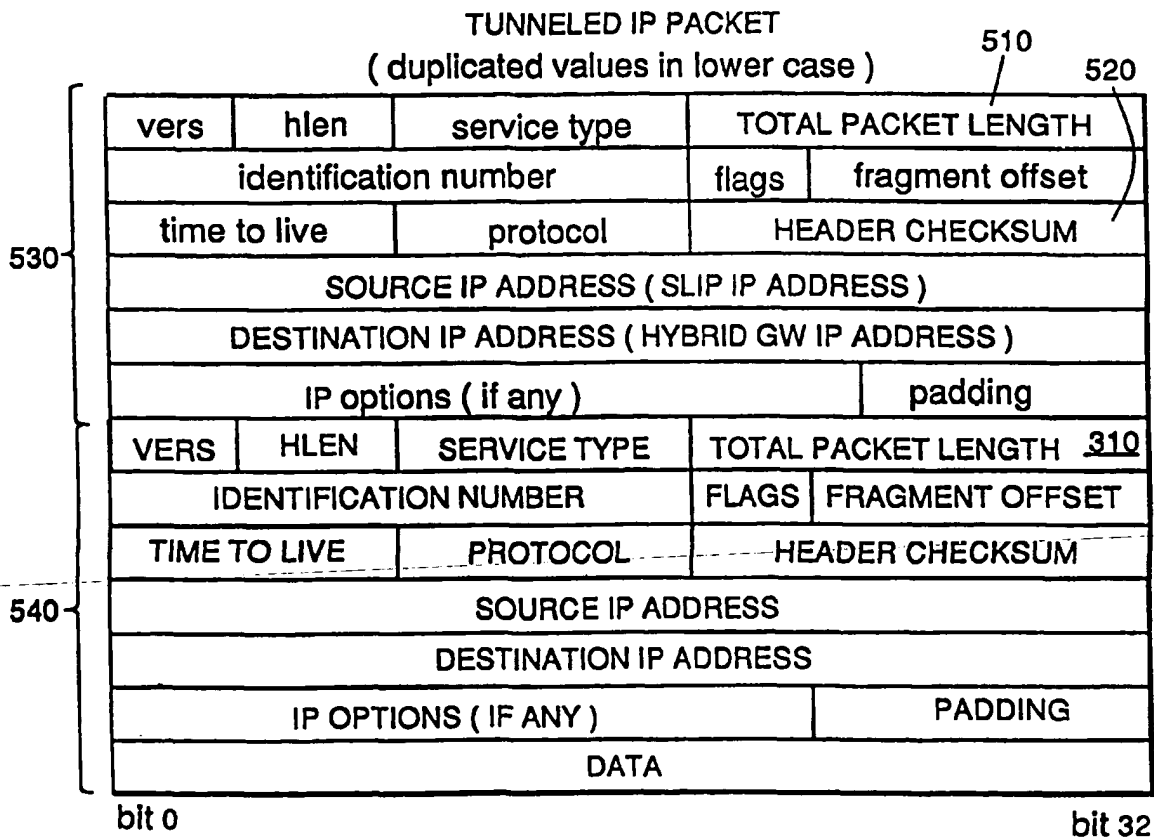 TUNNELED IP PACKET
( duplicated values in lower case )
510
520
vers hlen service type TOTAL PACKET LENGTH
identification number flags fragment offset
time to live protocol HEADER CHECKSUM
530
SOURCE IP ADDRESS ( SLIP IP ADDRESS )
DESTINATION IP ADDRESS ( HYBRID GW IP ADDRESS )
IP options ( if any ) padding
VERS HLEN SERVICE TYPE TOTAL PACKET LENGTH 310
IDENTIFICATION NUMBER FLAGS FRAGMENT OFFSET
TIME TO LIVE PROTOCOL HEADER CHECKSUM
540
SOURCE IP ADDRESS
DESTINATION IP ADDRESS
IP OPTIONS ( IF ANY ) PADDING
DATA
bit 0 bit 32